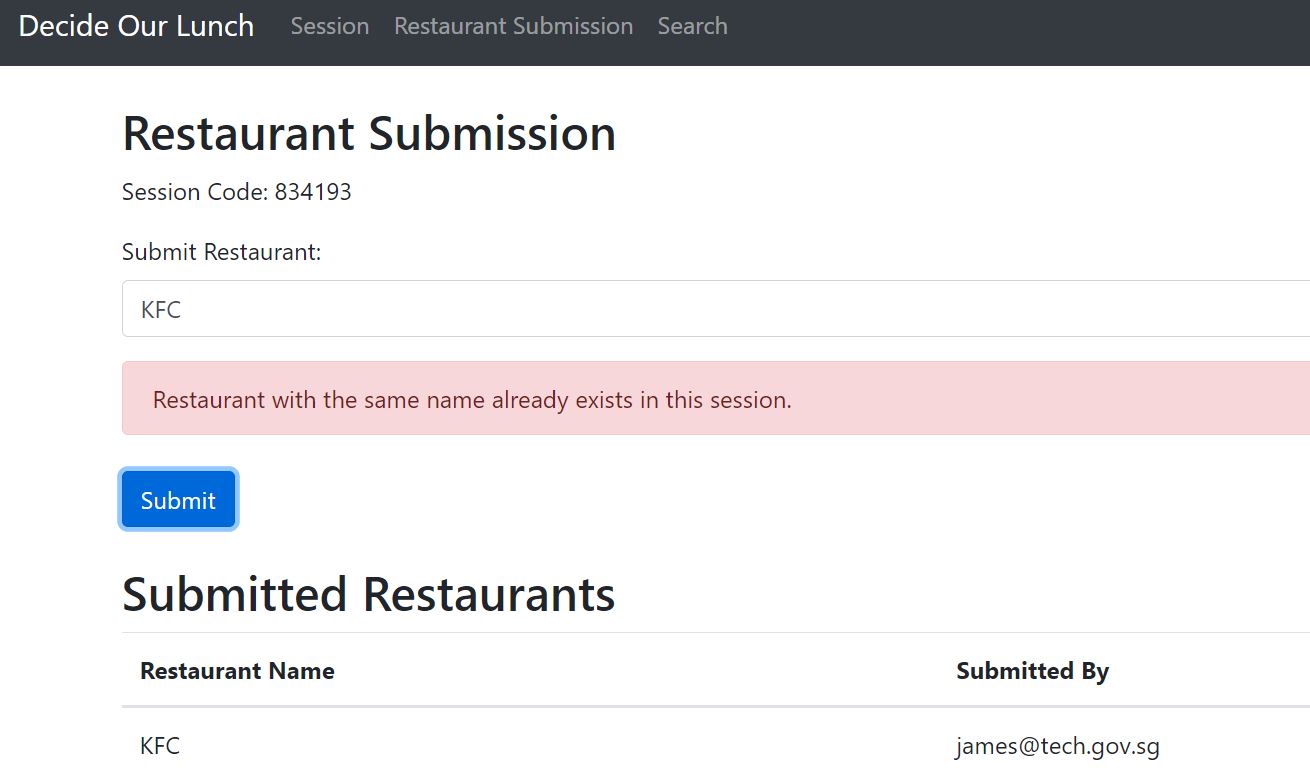 Decide Our Lunch Session Restaurant Submission Search
Restaurant Submission
Session Code: 834193
Submit Restaurant:
KFC
Restaurant with the same name already exists in this session.
Submit
Submitted Restaurants
Restaurant Name Submitted By
KFC james@tech.gov.sg